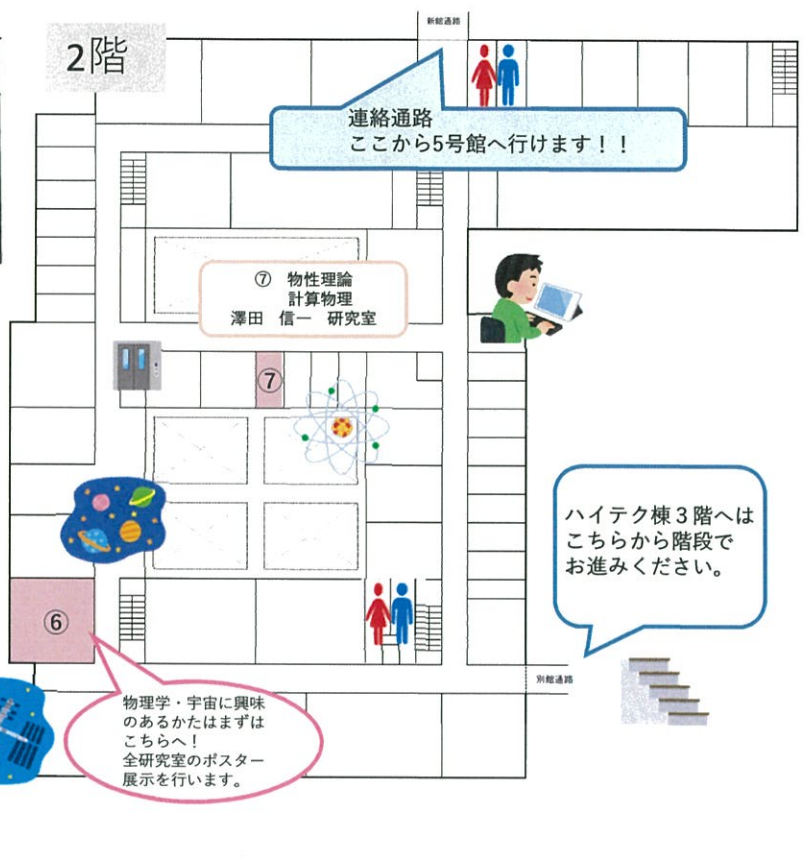 新館通路
2階
連絡通路
ここから5号館へ行けます！！
⑦　物性理論
計算物理
澤田　信一　研究室
⑦
ハイテク棟３階へは
こちらから階段で
お進みください。
⑥
別館通路
物理学・宇宙に興味
のあるかたはまずは
こちらへ！
全研究室のポスター
展示を行います。